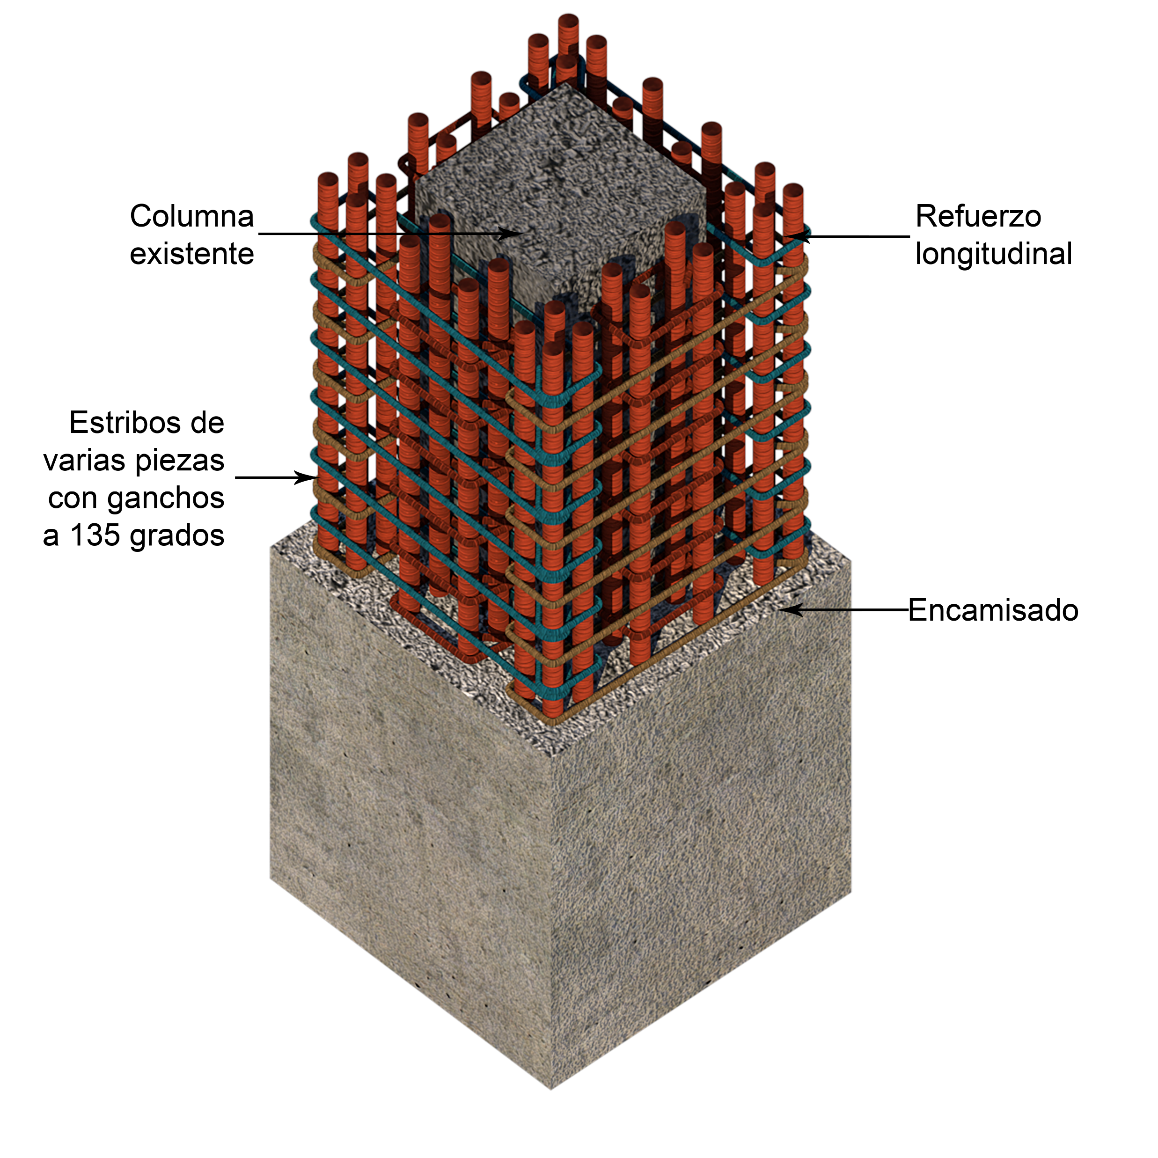 Columna
existente
Refuerzo
longitudinal
Estribos de
varias piezas
con ganchos
a 135 grados
Encamisado